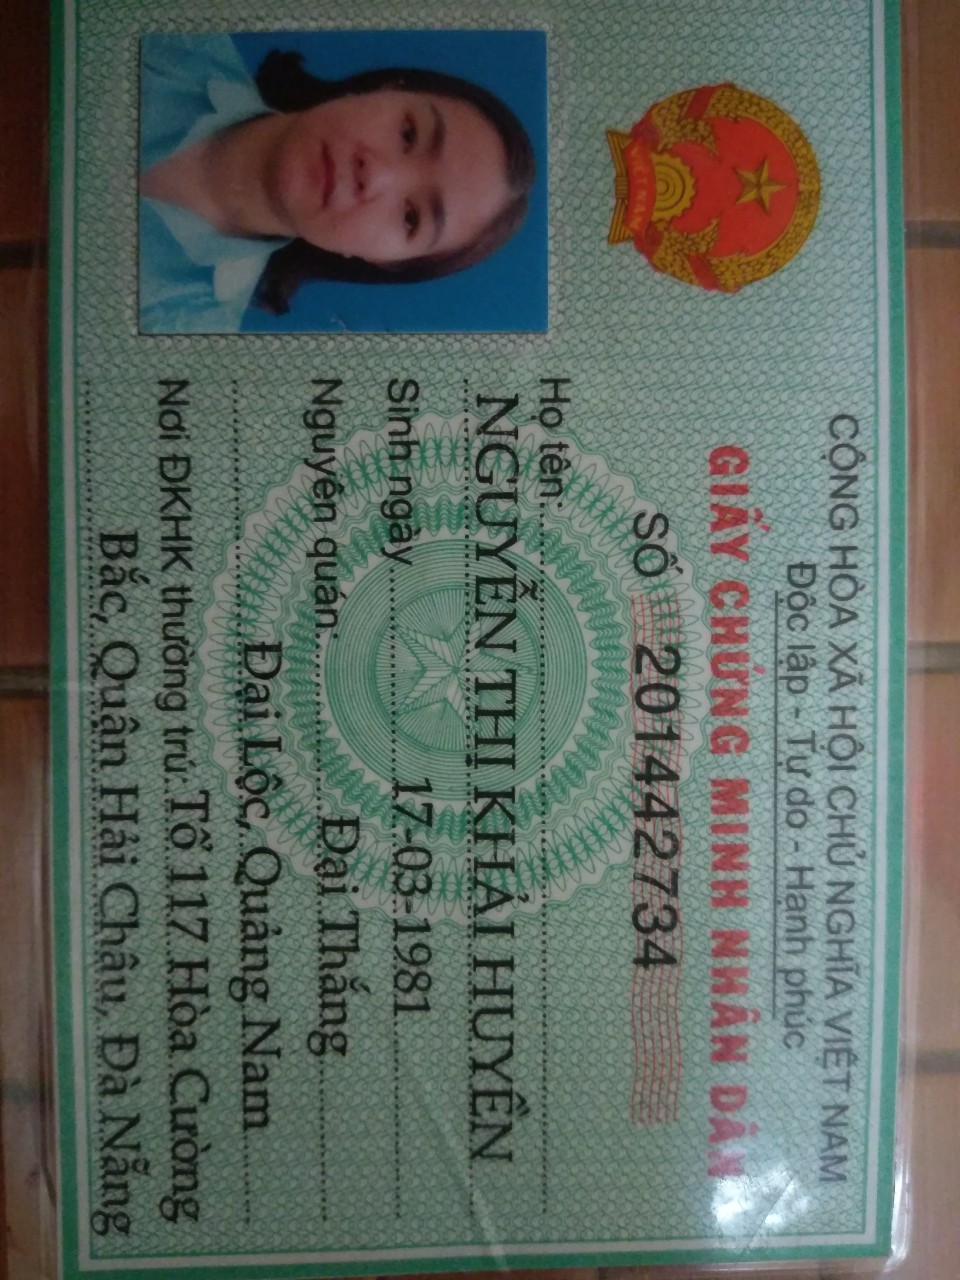 CỘNG HÒA XÃ HỘI CHỦ NGHĨA VIỆT NAM
Độc lập - Tự do - Hạnh phúc
GIẤY CHỨNG MINH NHÂN DÂN
SỐ 201442734
Họ tên
NGUYỄN THỊ KHẢI HUYỀN
Sinh ngày 17-03-1981
Nguyên quán Đại Thắng
Đại Lộc, Quảng Nam
Nơi ĐKHK thường trú Tổ 117 Hòa Cường
Bắc, Quận Hải Châu, Đà Nẵng
VIỆT NAM